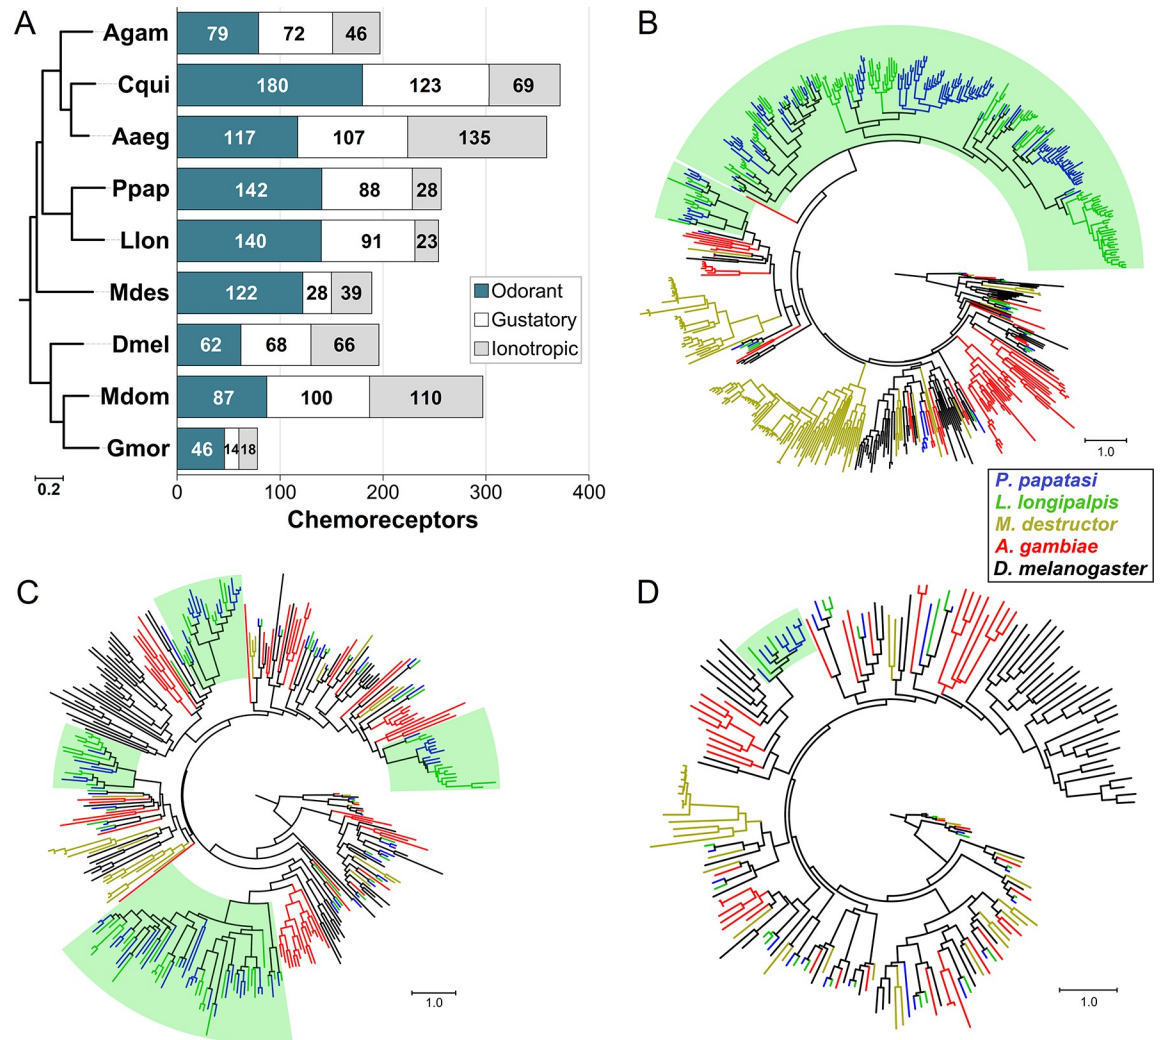 A
Agam 79 72 46
Cqui 180 123 69
Aaeg 117 107 135
Ppap 142 88 28
Llon 140 91 23
Mdes 122 28 39
Dmel 62 68 66
Mdom 87 100 110
Gmor 46 14 18
Odorant
Gustatory
Ionotropic
0.2
0 100 200 300 400
Chemoreceptors
B
1.0
P. papatasi
L. longipalpis
M. destructor
A. gambiae
D. melanogaster
C
1.0
D
1.0